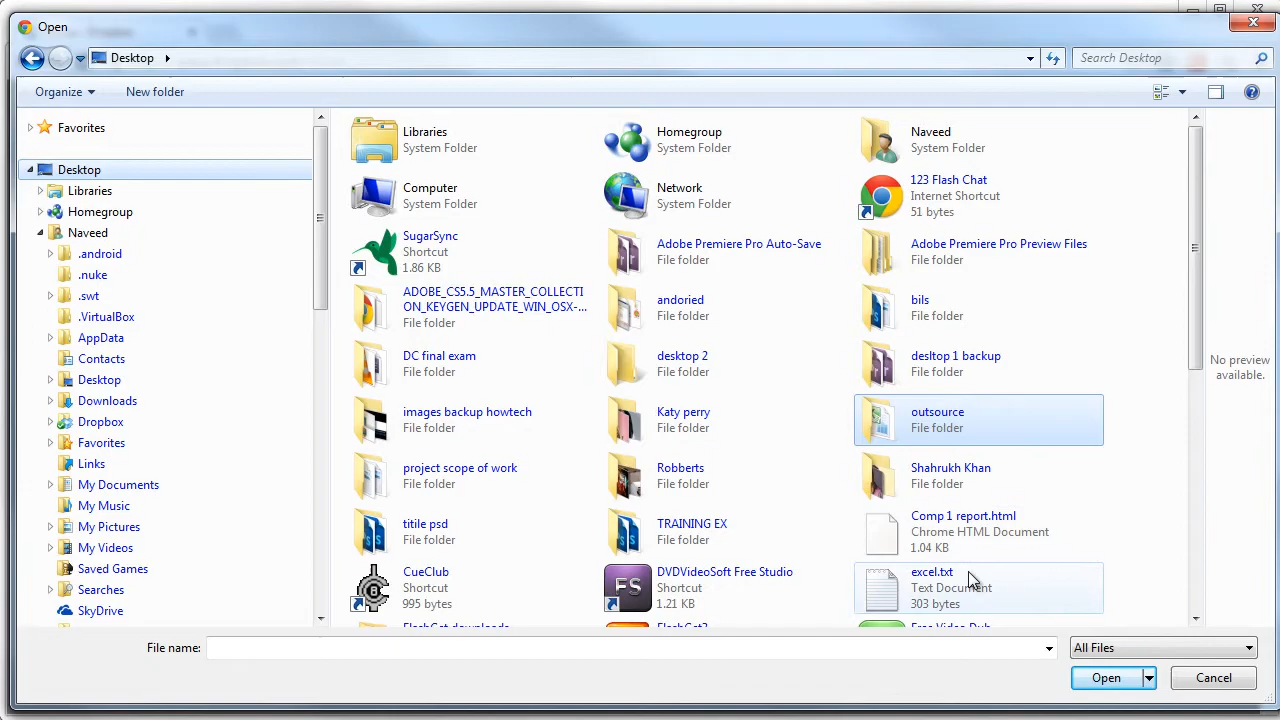 Open
Desktop
Search Desktop
Organize
New folder
Favorites
Desktop
Libraries
Homegroup
Naveed
.android
.nuke
.swt
.VirtualBox
AppData
Contacts
Desktop
Downloads
Dropbox
Favorites
Links
My Documents
My Music
My Pictures
My Videos
Saved Games
Searches
SkyDrive
Libraries
System Folder
Homegroup
System Folder
Naveed
System Folder
Computer
System Folder
Network
System Folder
123 Flash Chat
Internet Shortcut
51 bytes
SugarSync
Shortcut
1.86 KB
Adobe Premiere Pro Auto-Save
File folder
Adobe Premiere Pro Preview Files
File folder
ADOBE_CS5.5_MASTER_COLLECTI
ON_KEYGEN_UPDATE_WIN_OSX-...
File folder
andoried
File folder
bils
File folder
DC final exam
File folder
desktop 2
File folder
desltop 1 backup
File folder
images backup howtech
File folder
Katy perry
File folder
outsource
File folder
project scope of work
File folder
Robberts
File folder
Shahrukh Khan
File folder
titile psd
File folder
TRAINING EX
File folder
Comp 1 report.html
Chrome HTML Document
1.04 KB
CueClub
Shortcut
995 bytes
FS
DVDVideoSoft Free Studio
Shortcut
1.21 KB
excel.txt
Text Document
303 bytes
No preview
available.
File name:
All Files
Open
Cancel